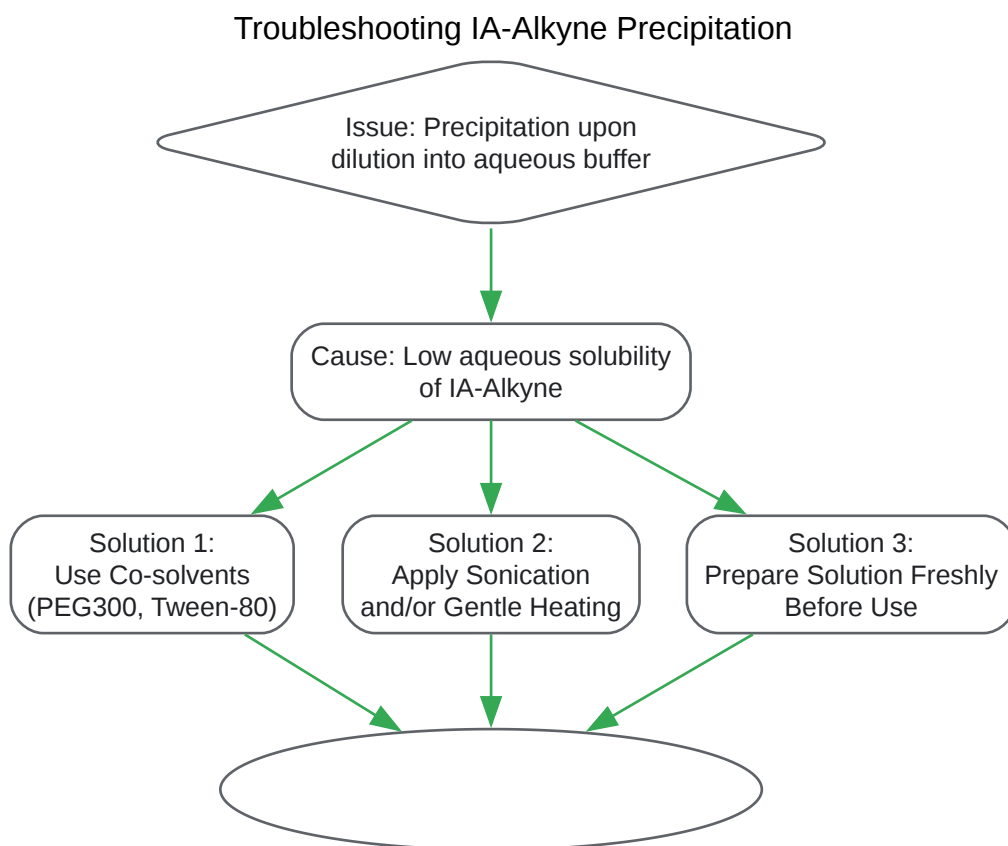 Troubleshooting IA-Alkyne Precipitation
Issue: Precipitation upon
dilution into aqueous buffer
Cause: Low aqueous solubility
of IA-Alkyne
Solution 1:
Use Co-solvents
(PEG300, Tween-80)
Solution 2:
Apply Sonication
and/or Gentle Heating
Solution 3:
Prepare Solution Freshly
Before Use